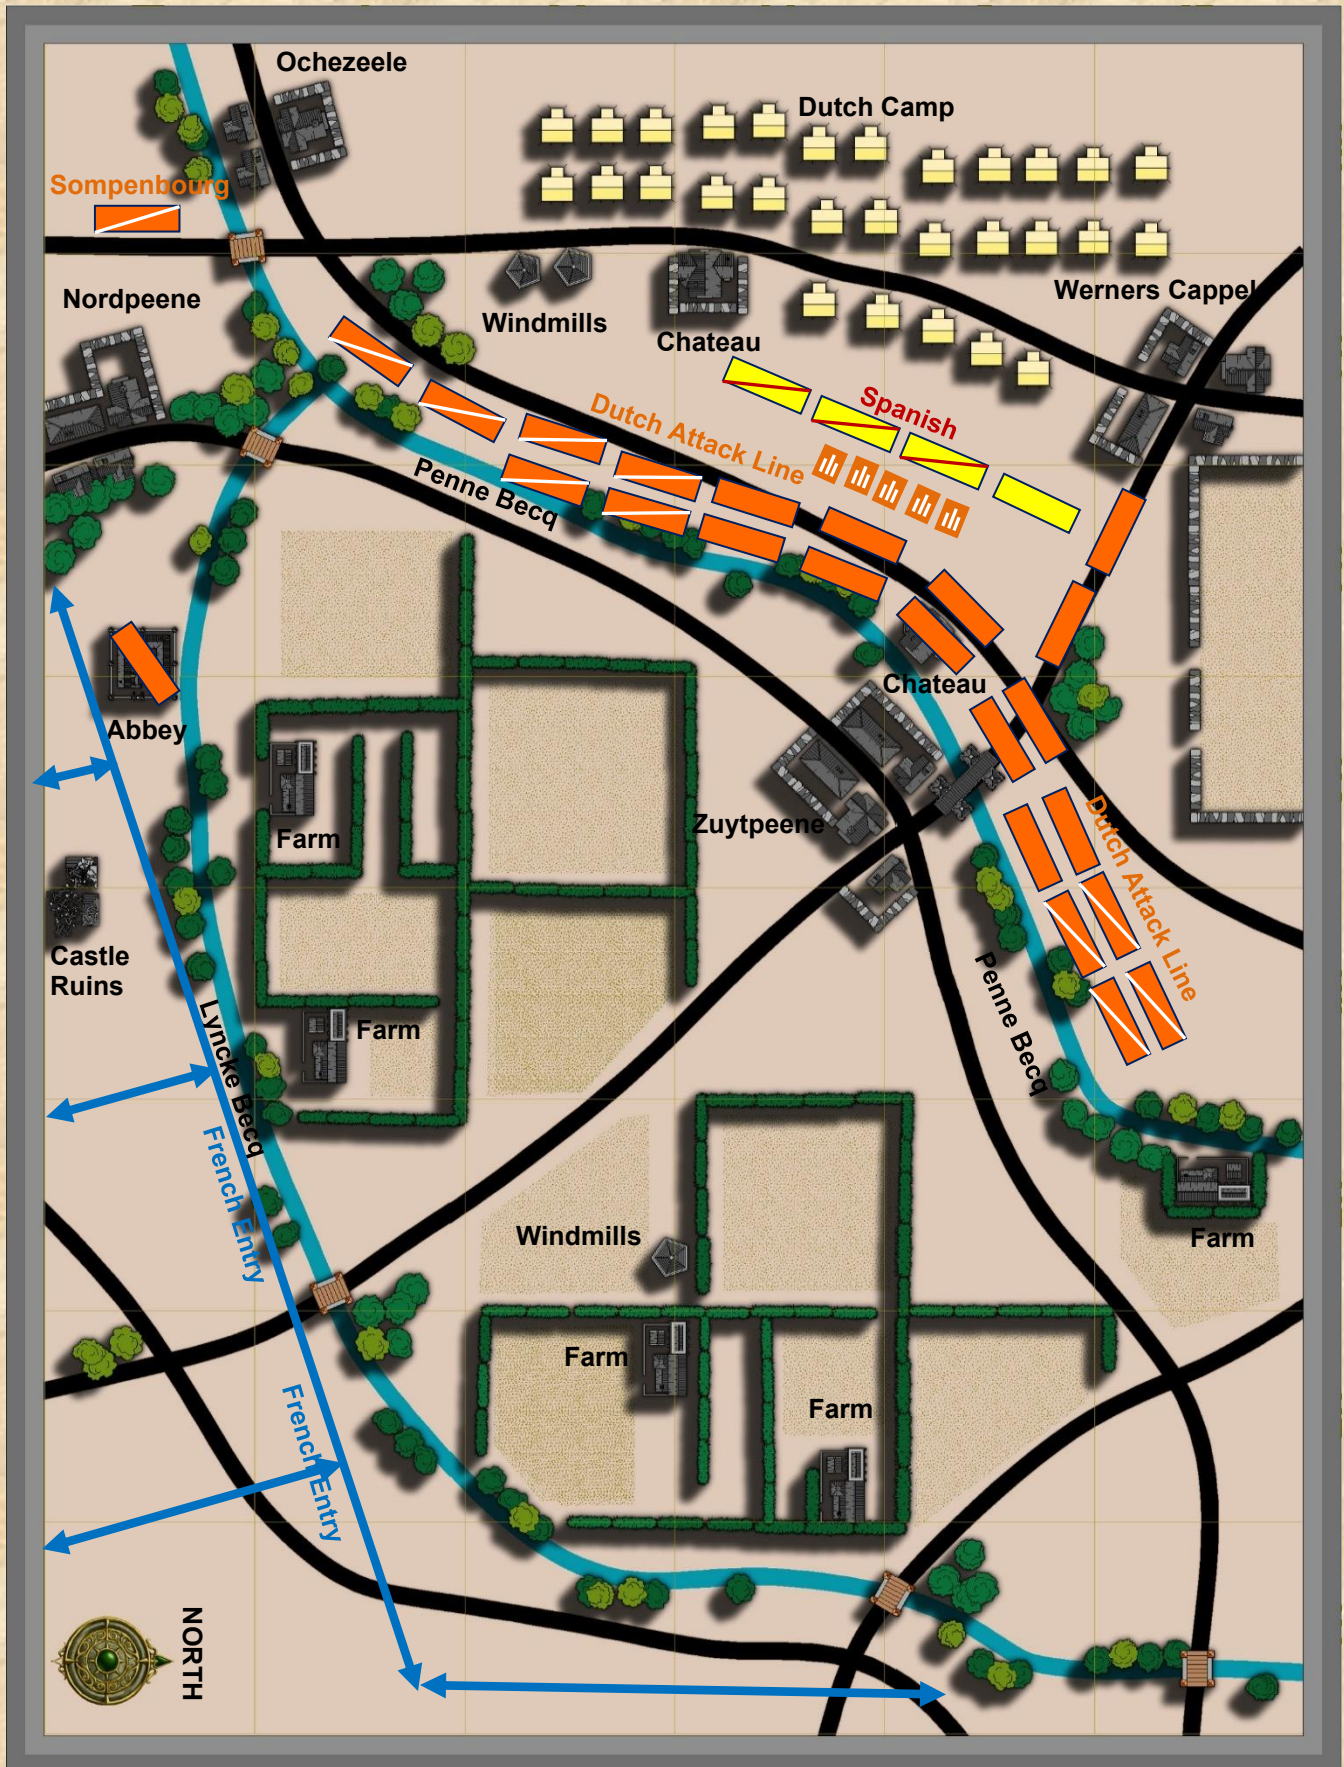 Ochezeele
Dutch Camp
Sompenbourg
Nordpeene
Werners Cappel
Windmills
Chateau
Spanish
Dutch Attack Line
Penne Becq
Chateau
Abbey
Zuytpeene
Farm
Dutch Attack Line
Castle
Ruins
Penne Becq
Lyncke Becq
Farm
French Entry
Windmills
Farm
Farm
Farm
French Entry
NORTH